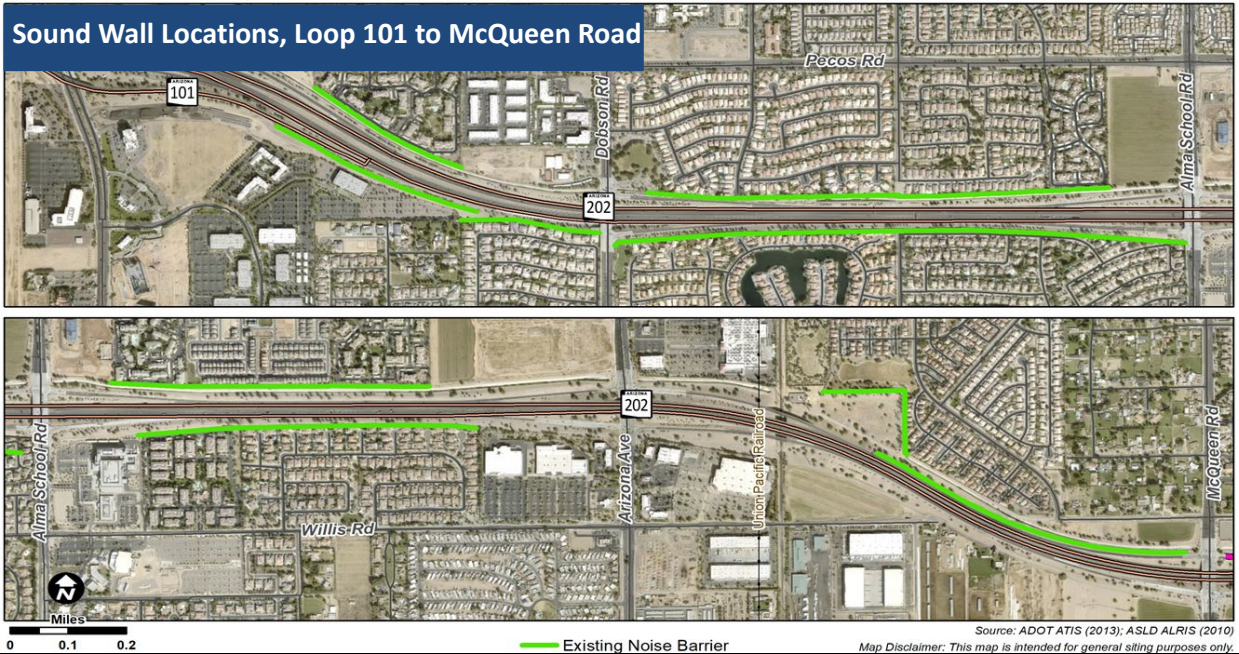 Sound Wall Locations, Loop 101 to McQueen Road
Pecos Rd
ARIZONA
101
Dobson Rd
Alma School Rd
ARIZONA
202
ARIZONA
202
Alma School Rd
Arizona Ave
Union Pacific Railroad
McQueen Rd
Willis Rd
N
Miles
0 0.1 0.2
Existing Noise Barrier
Source: ADOT ATIS (2013); ASLD ALRIS (2010)
Map Disclaimer: This map is intended for general siting purposes only.